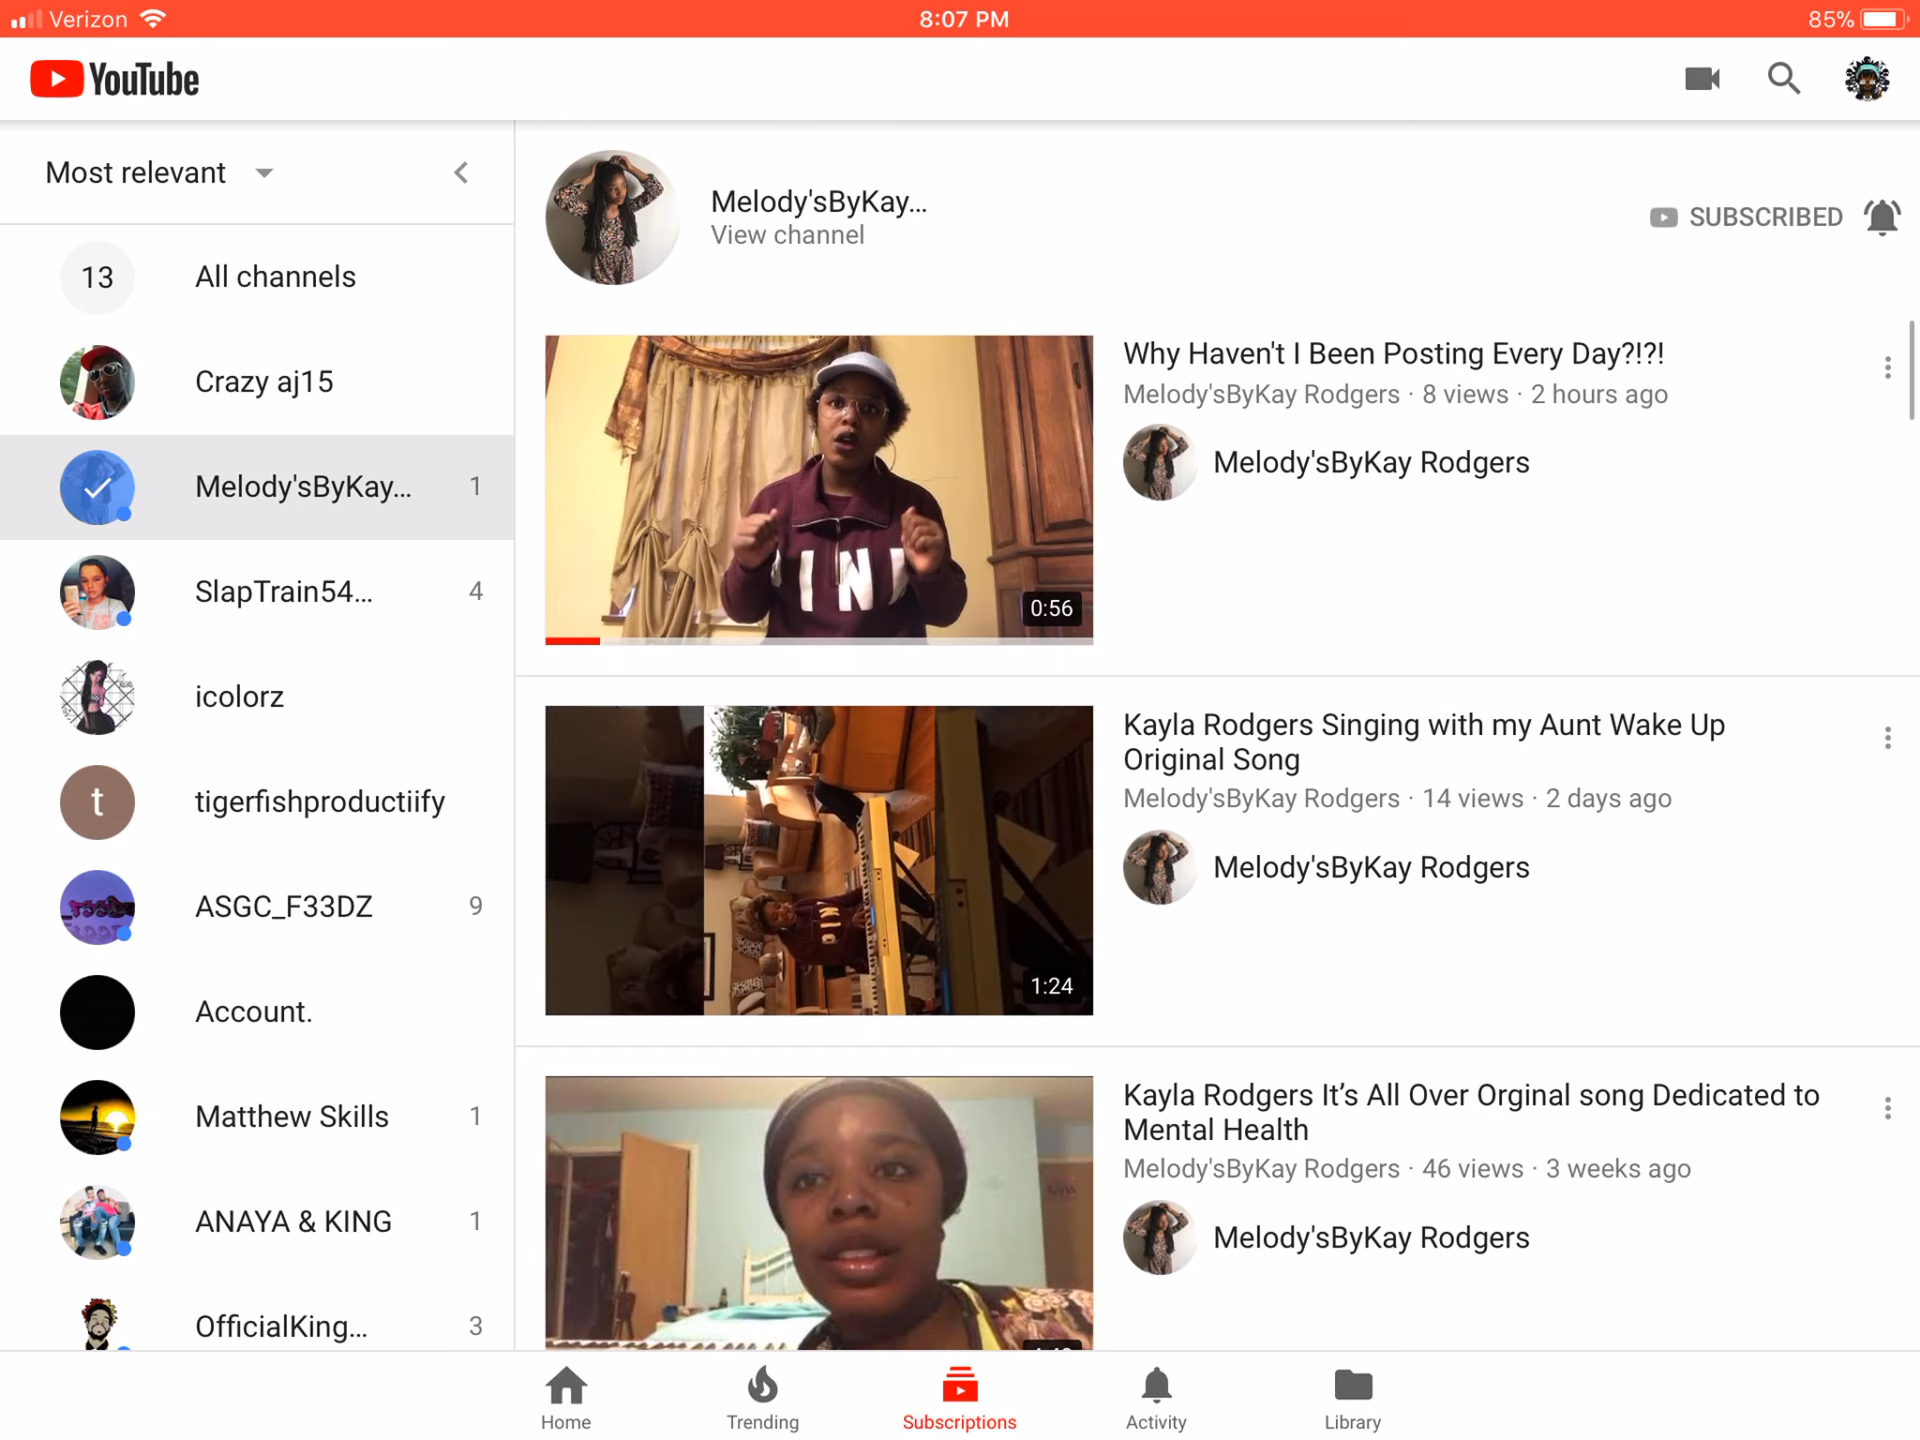 Verizon
8:07 PM
85%
YouTube
Most relevant
13 All channels
Crazy aj15
Melody'sByKay... 1
SlapTrain54... 4
icolorz
t tigerfishproductiify
ASGC_F33DZ 9
Account.
Matthew Skills 1
ANAYA & KING 1
OfficialKing... 3
Melody'sByKay...
View channel
SUBSCRIBED
0:56
Why Haven't I Been Posting Every Day?!?!
Melody'sByKay Rodgers · 8 views · 2 hours ago
Melody'sByKay Rodgers
1:24
Kayla Rodgers Singing with my Aunt Wake Up
Original Song
Melody'sByKay Rodgers · 14 views · 2 days ago
Melody'sByKay Rodgers
Kayla Rodgers It’s All Over Orginal song Dedicated to
Mental Health
Melody'sByKay Rodgers · 46 views · 3 weeks ago
Melody'sByKay Rodgers
Home
Trending
Subscriptions
Activity
Library